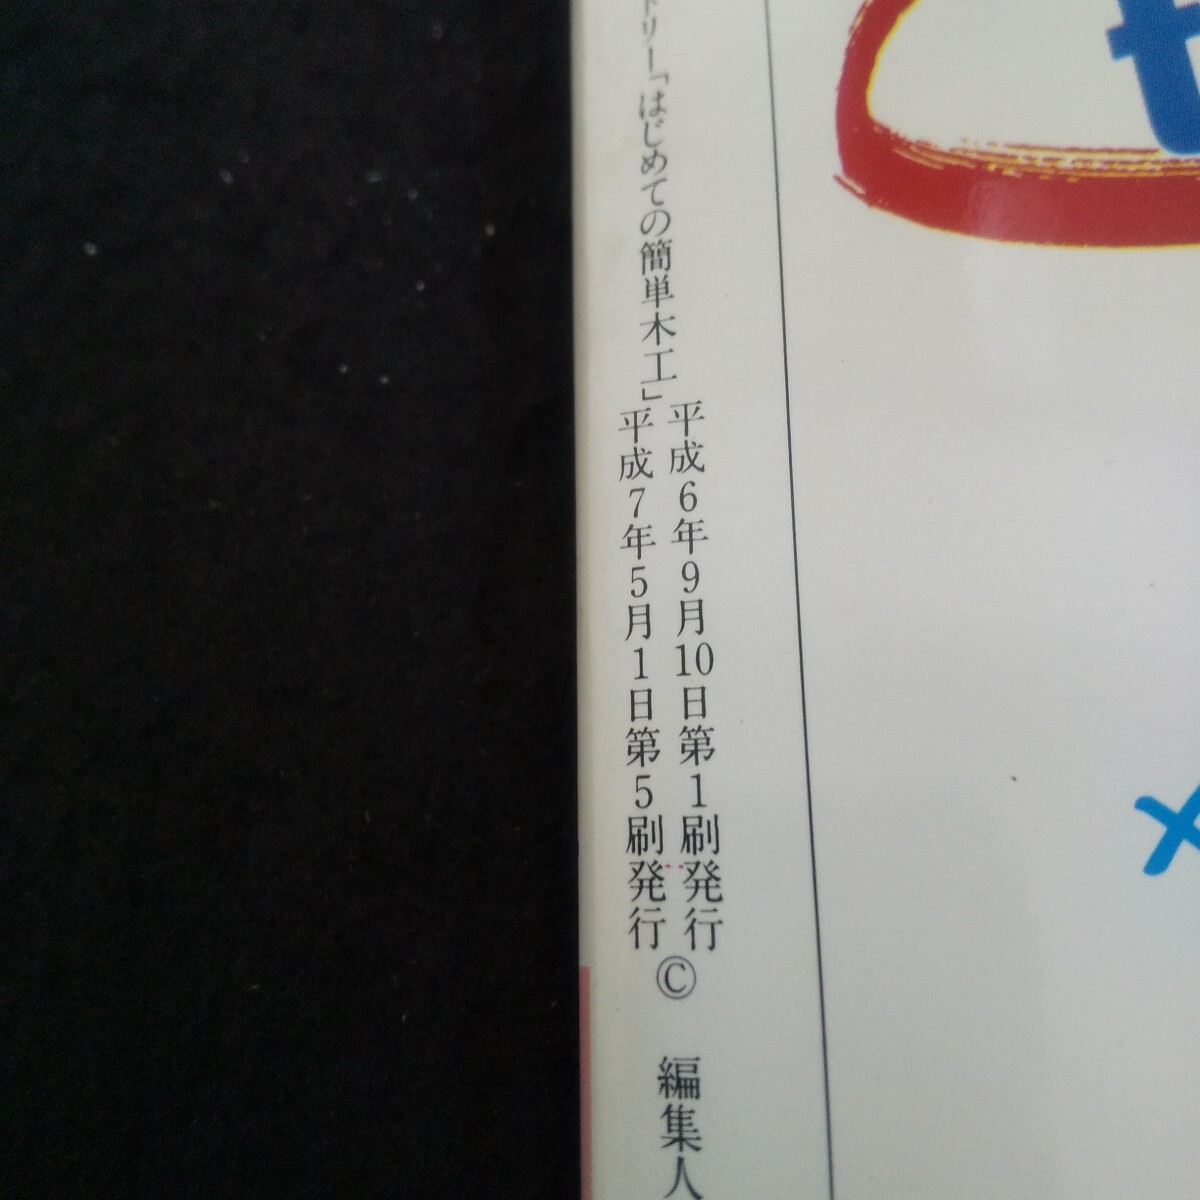 ドリー「はじめての簡単木工」
平成6年9月10日第1刷発行
平成7年5月1日第5刷発行
©
編集人